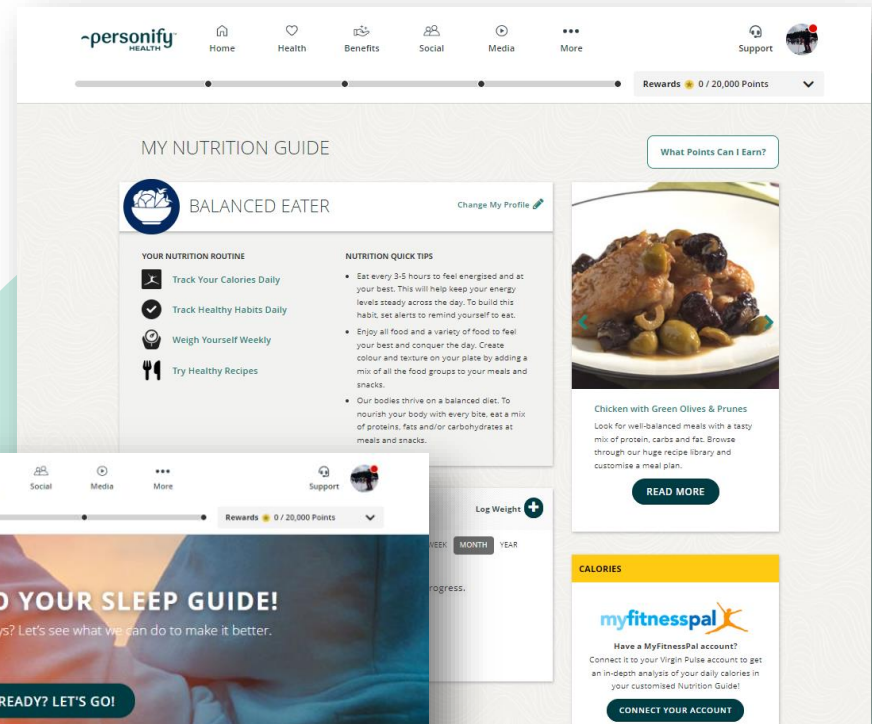 personify
HEALTH
Home
Health
Benefits
Social
Media
More
Support
Rewards 0 / 20,000 Points
MY NUTRITION GUIDE
What Points Can I Earn?
BALANCED EATER
Change My Profile
YOUR NUTRITION ROUTINE
Track Your Calories Daily
Track Healthy Habits Daily
Weigh Yourself Weekly
Try Healthy Recipes
NUTRITION QUICK TIPS
• Eat every 3-5 hours to feel energised and at
your best. This will help keep your energy
levels steady across the day. To build this
habit, set alerts to remind yourself to eat.
• Enjoy all food and a variety of food to feel
your best and conquer the day. Create
colour and texture on your plate by adding a
mix of all the food groups to your meals and
snacks.
• Our bodies thrive on a balanced diet. To
nourish your body with every bite, eat a mix
of proteins, fats and/or carbohydrates at
meals and snacks.
Chicken with Green Olives & Prunes
Look for well-balanced meals with a tasty
mix of protein, carbs and fat. Browse
through our huge recipe library and
customise a meal plan.
READ MORE
Log Weight
MONTH
YEAR
rogress.
CALORIES
myfitnesspal
Have a MyFitnessPal account?
Connect it to your Virgin Pulse account to get
an in-depth analysis of your daily calories in
your customised Nutrition Guide!
CONNECT YOUR ACCOUNT
Social
Media
More
Support
Rewards 0 / 20,000 Points
YOUR SLEEP GUIDE!
ys? Let's see what we can do to make it better.
READY? LET'S GO!